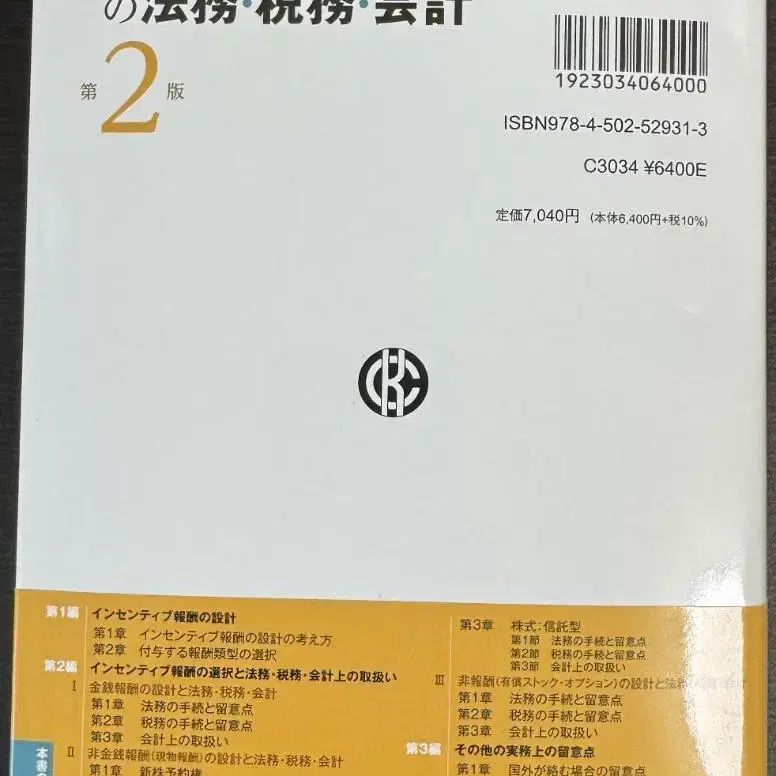 の法務・税務・会計
第2版
1923034064000
ISBN978-4-502-52931-3
C3034 ¥6400E
定価7,040円 (本体6,400円+税10%)
第1編 インセンティブ報酬の設計
第1章 インセンティブ報酬の設計の考え方
第2章 付与する報酬類型の選択
第2編 インセンティブ報酬の選択と法務・税務・会計上の取扱い
Ⅰ 金銭報酬の設計と法務・税務・会計
第1章 法務の手続と留意点
第2章 税務の手続と留意点
第3章 会計上の取扱い
Ⅱ 非金銭報酬(現物報酬)の設計と法務・税務・会計
第1章 新株予約権
第3章 株式:信託型
第1節 法務の手続と留意点
第2節 税務の手続と留意点
第3節 会計上の取扱い
Ⅲ 非報酬(有償ストック・オプション)の設計と法務・税務・会計
第1章 法務の手続と留意点
第2章 税務の手続と留意点
第3章 会計上の取扱い
第3編 その他の実務上の留意点
第1章 国外が絡む場合の留意点
本書の